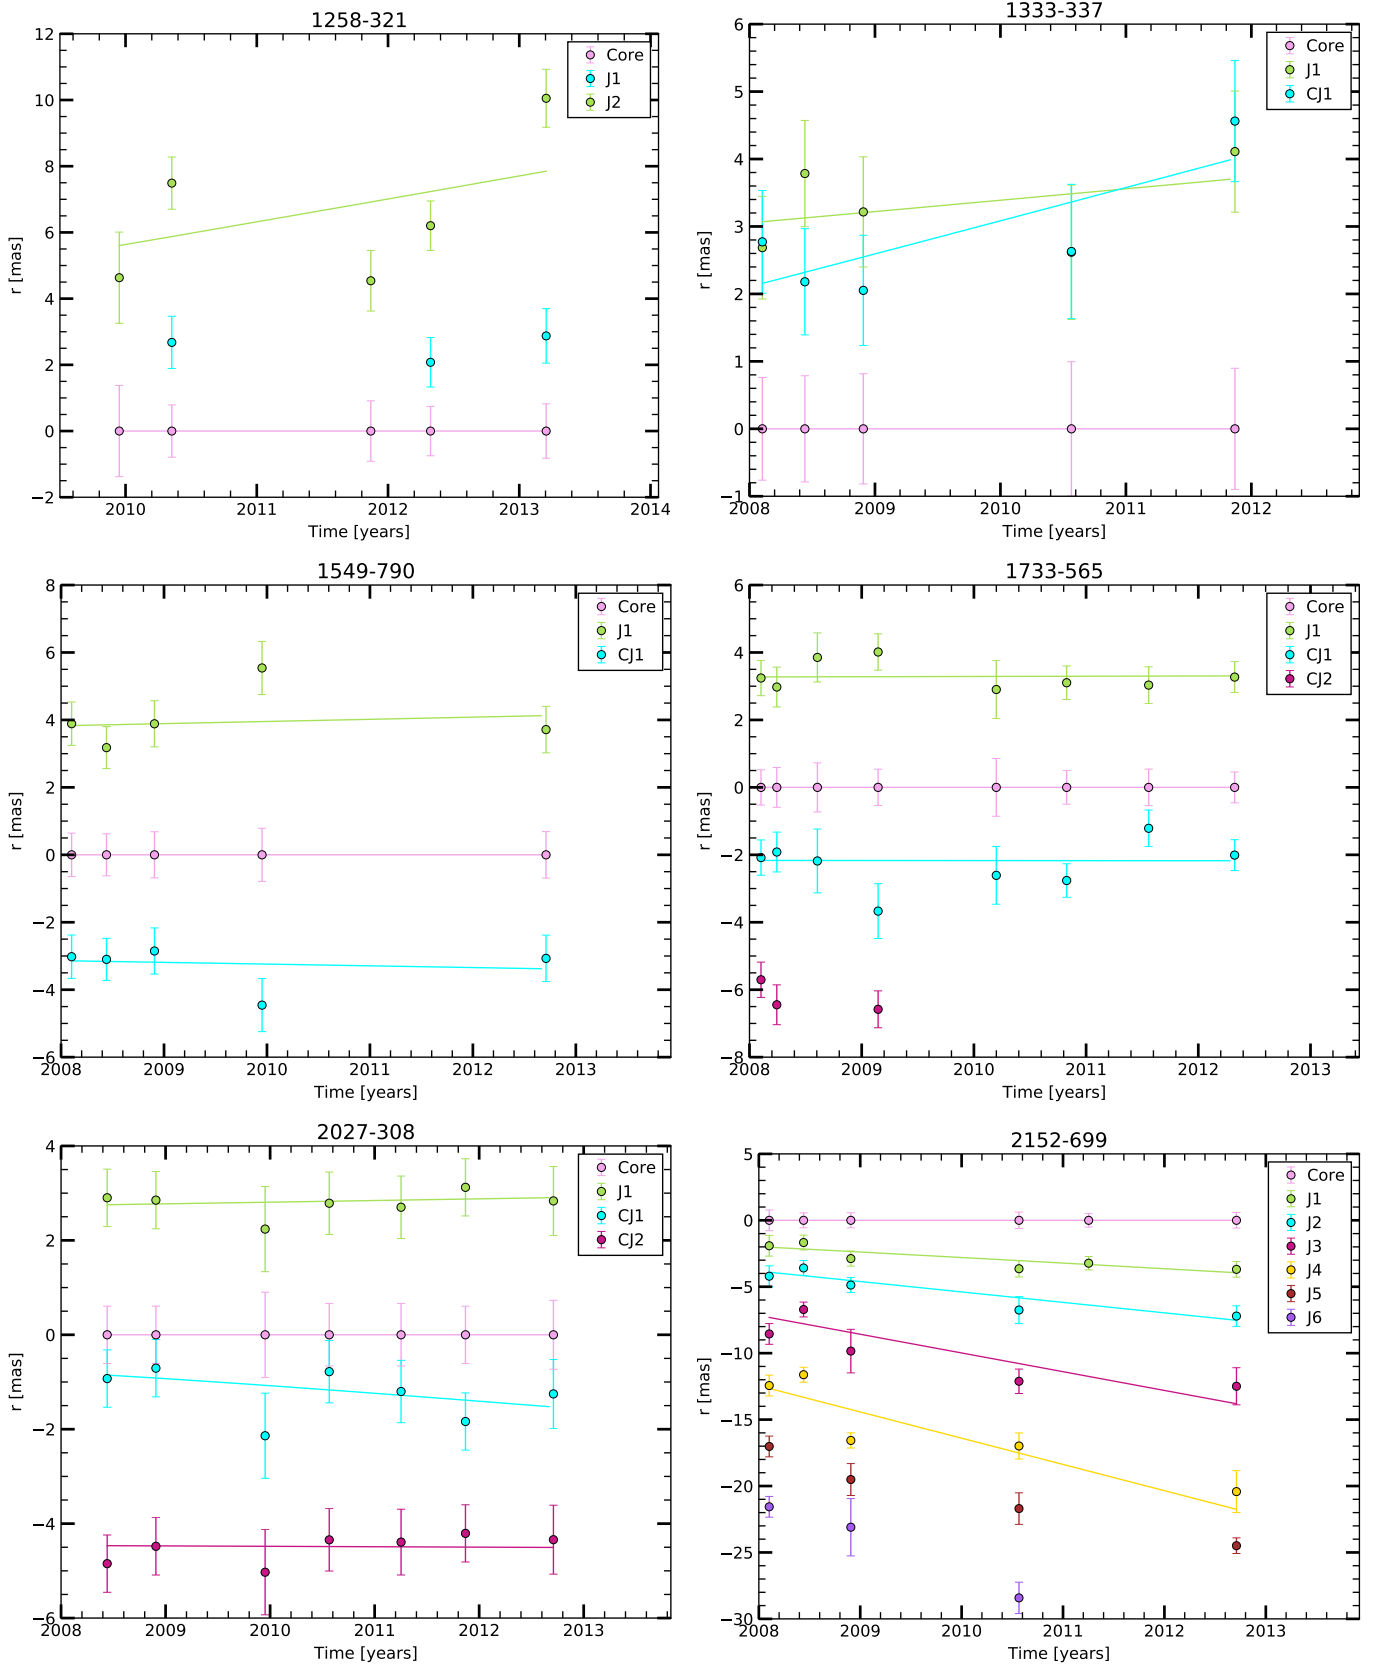 1258-321
12
10
8
6
4
2
0
−2
r [mas]
2010 2011 2012 2013 2014
Time [years]
Core
J1
J2
1333-337
6
5
4
3
2
1
0
−1
r [mas]
2008 2009 2010 2011 2012
Time [years]
Core
J1
CJ1
1549-790
8
6
4
2
0
−2
−4
−6
r [mas]
2008 2009 2010 2011 2012 2013
Time [years]
Core
J1
CJ1
1733-565
6
4
2
0
−2
−4
−6
−8
r [mas]
2008 2009 2010 2011 2012 2013
Time [years]
Core
J1
CJ1
CJ2
2027-308
4
2
0
−2
−4
−6
r [mas]
2008 2009 2010 2011 2012 2013
Time [years]
Core
J1
CJ1
CJ2
2152-699
5
0
−5
−10
−15
−20
−25
−30
r [mas]
2008 2009 2010 2011 2012 2013
Time [years]
Core
J1
J2
J3
J4
J5
J6